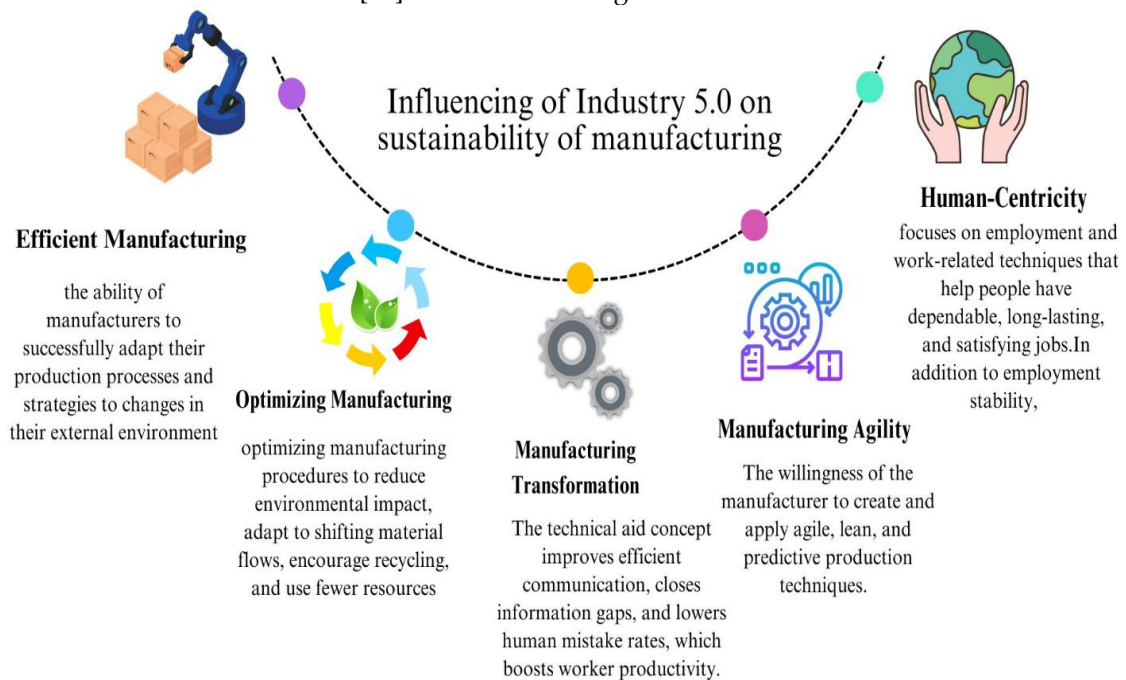 Influencing of Industry 5.0 on
sustainability of manufacturing
Efficient Manufacturing
the ability of
manufacturers to
successfully adapt their
production processes and
strategies to changes in
their external environment
Optimizing Manufacturing
optimizing manufacturing
procedures to reduce
environmental impact,
adapt to shifting material
flows, encourage recycling,
and use fewer resources
Manufacturing
Transformation
The technical aid concept
improves efficient
communication, closes
information gaps, and lowers
human mistake rates, which
boosts worker productivity.
Manufacturing Agility
The willingness of the
manufacturer to create and
apply agile, lean, and
predictive production
techniques.
Human-Centricity
focuses on employment and
work-related techniques that
help people have
dependable, long-lasting,
and satisfying jobs.In
addition to employment
stability,